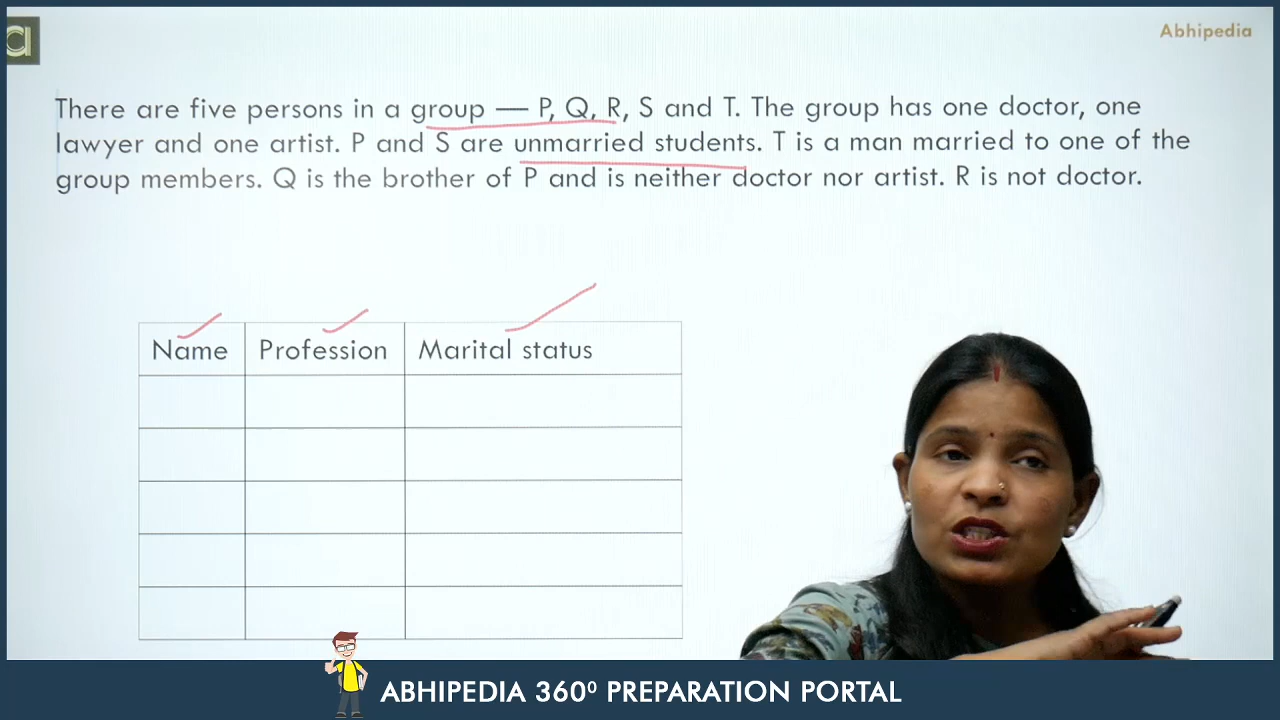 a
Abhipedia
There are five persons in a group — P, Q, R, S and T. The group has one doctor, one
lawyer and one artist. P and S are unmarried students. T is a man married to one of the
group members. Q is the brother of P and is neither doctor nor artist. R is not doctor.
Name Profession Marital status
ABHIPEDIA 360⁰ PREPARATION PORTAL